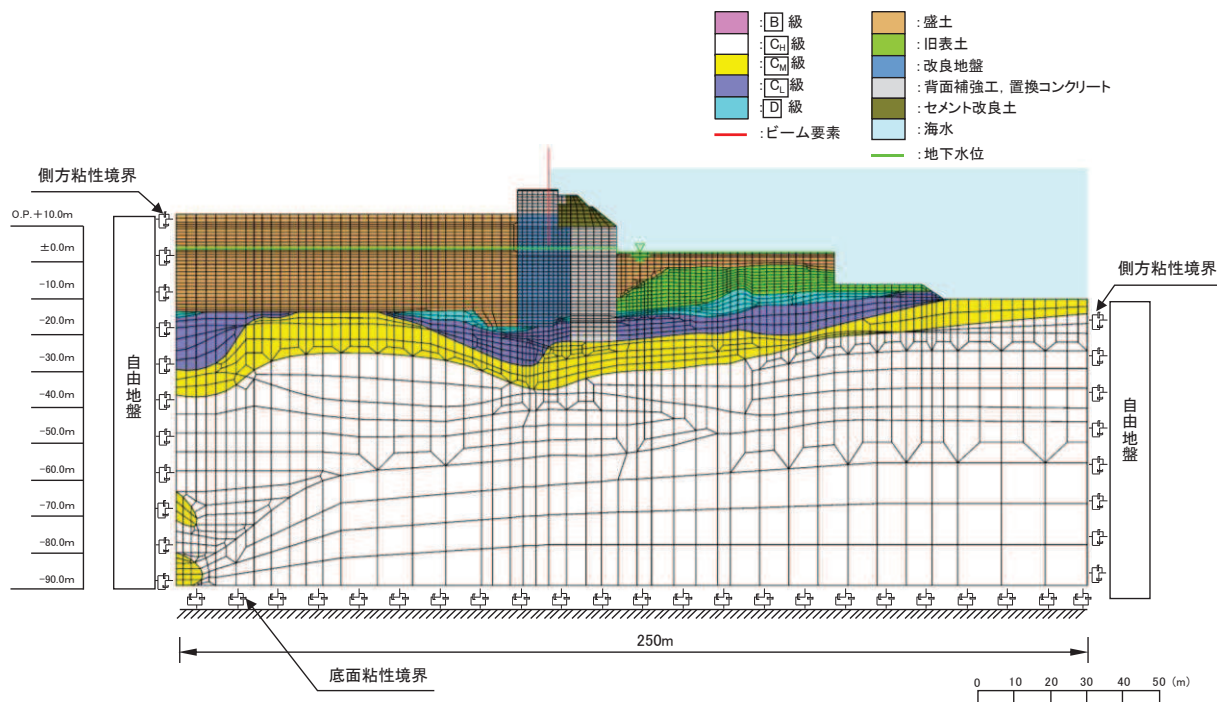 :B 級
:CH級
:CM級
:CL級
:D 級
:ビーム要素
:盛土
:旧表土
:改良地盤
:背面補強工，置換コンクリート
:セメント改良土
:海水
:地下水位
側方粘性境界
O.P.+10.0m
±0.0m
-10.0m
-20.0m
-30.0m
-40.0m
-50.0m
-60.0m
-70.0m
-80.0m
-90.0m
自由地盤
側方粘性境界
自由地盤
250m
底面粘性境界
0 10 20 30 40 50 (m)